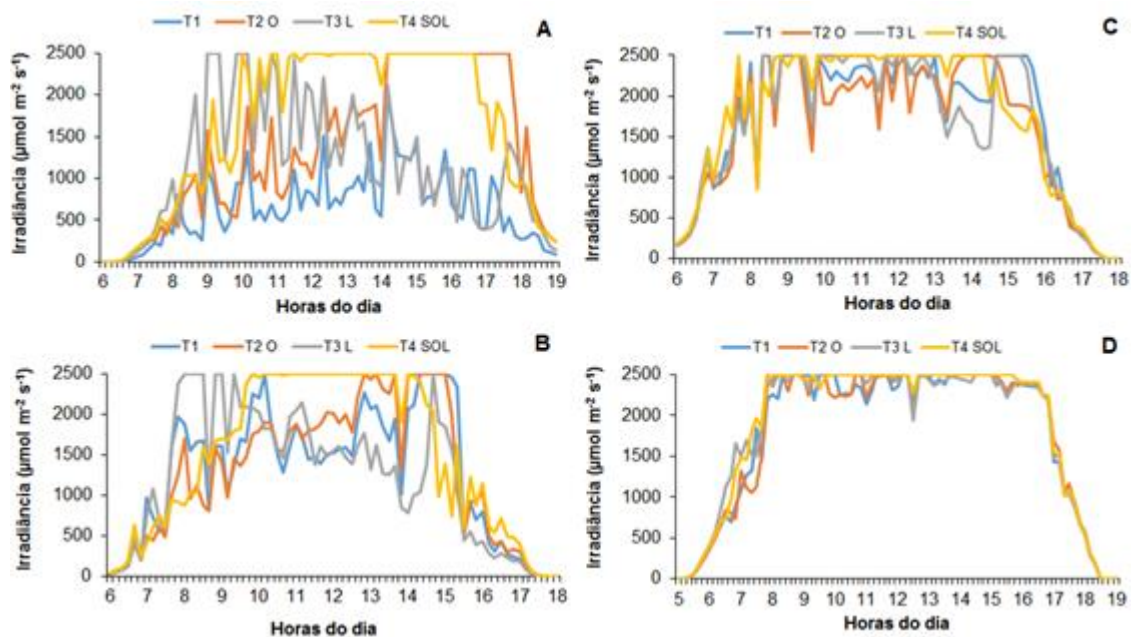 T1 T2 O T3 L T4 SOL
A
Irradiância (µmol m⁻² s⁻¹)
2500
2000
1500
1000
500
0
6 7 8 9 10 11 12 13 14 15 16 17 18 19
Horas do dia
T1 T2 O T3 L T4 SOL
C
Irradiância (µmol m⁻² s⁻¹)
2500
2000
1500
1000
500
0
6 7 8 9 10 11 12 13 14 15 16 17 18
Horas do dia
T1 T2 O T3 L T4 SOL
B
Irradiância (µmol m⁻² s⁻¹)
2500
2000
1500
1000
500
0
6 7 8 9 10 11 12 13 14 15 16 17 18
Horas do dia
T1 T2 O T3 L T4 SOL
D
Irradiância (µmol m⁻² s⁻¹)
2500
2000
1500
1000
500
0
5 6 7 8 9 10 11 12 13 14 15 16 17 18 19
Horas do dia